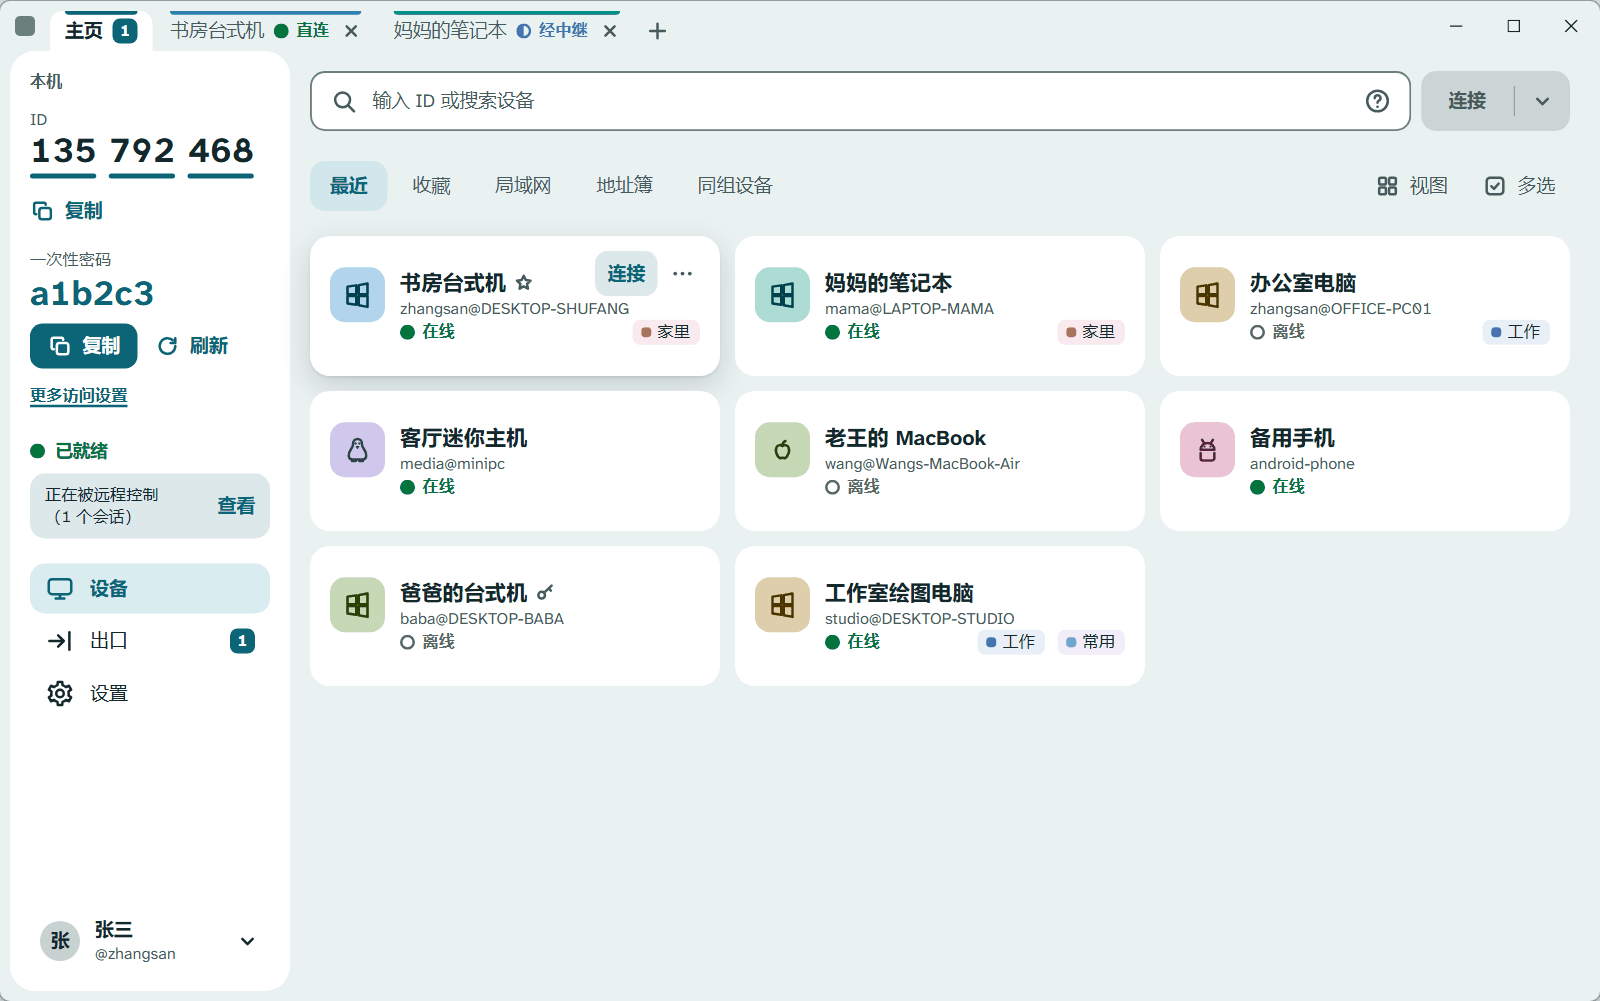 主页 1
书房台式机 直连
妈妈的笔记本 经中继
本机
ID
135 792 468
复制
一次性密码
a1b2c3
复制 刷新
更多访问设置
已就绪
正在被远程控制
（1 个会话）
查看
设备
出口 1
设置
张 张三
@zhangsan
输入 ID 或搜索设备
连接
最近 收藏 局域网 地址簿 同组设备
视图 多选
书房台式机
连接
zhangsan@DESKTOP-SHUFANG
在线
家里
妈妈的笔记本
mama@LAPTOP-MAMA
在线
家里
办公室电脑
zhangsan@OFFICE-PC01
离线
工作
客厅迷你主机
media@minipc
在线
老王的 MacBook
wang@Wangs-MacBook-Air
离线
备用手机
android-phone
在线
爸爸的台式机
baba@DESKTOP-BABA
离线
工作室绘图电脑
studio@DESKTOP-STUDIO
在线
工作 常用